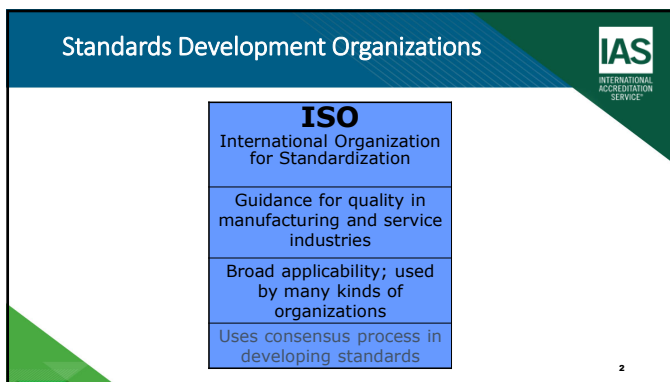 Standards Development Organizations
IAS
INTERNATIONAL
ACCREDITATION
SERVICE®
ISO
International Organization
for Standardization
Guidance for quality in
manufacturing and service
industries
Broad applicability; used
by many kinds of
organizations
Uses consensus process in
developing standards
2